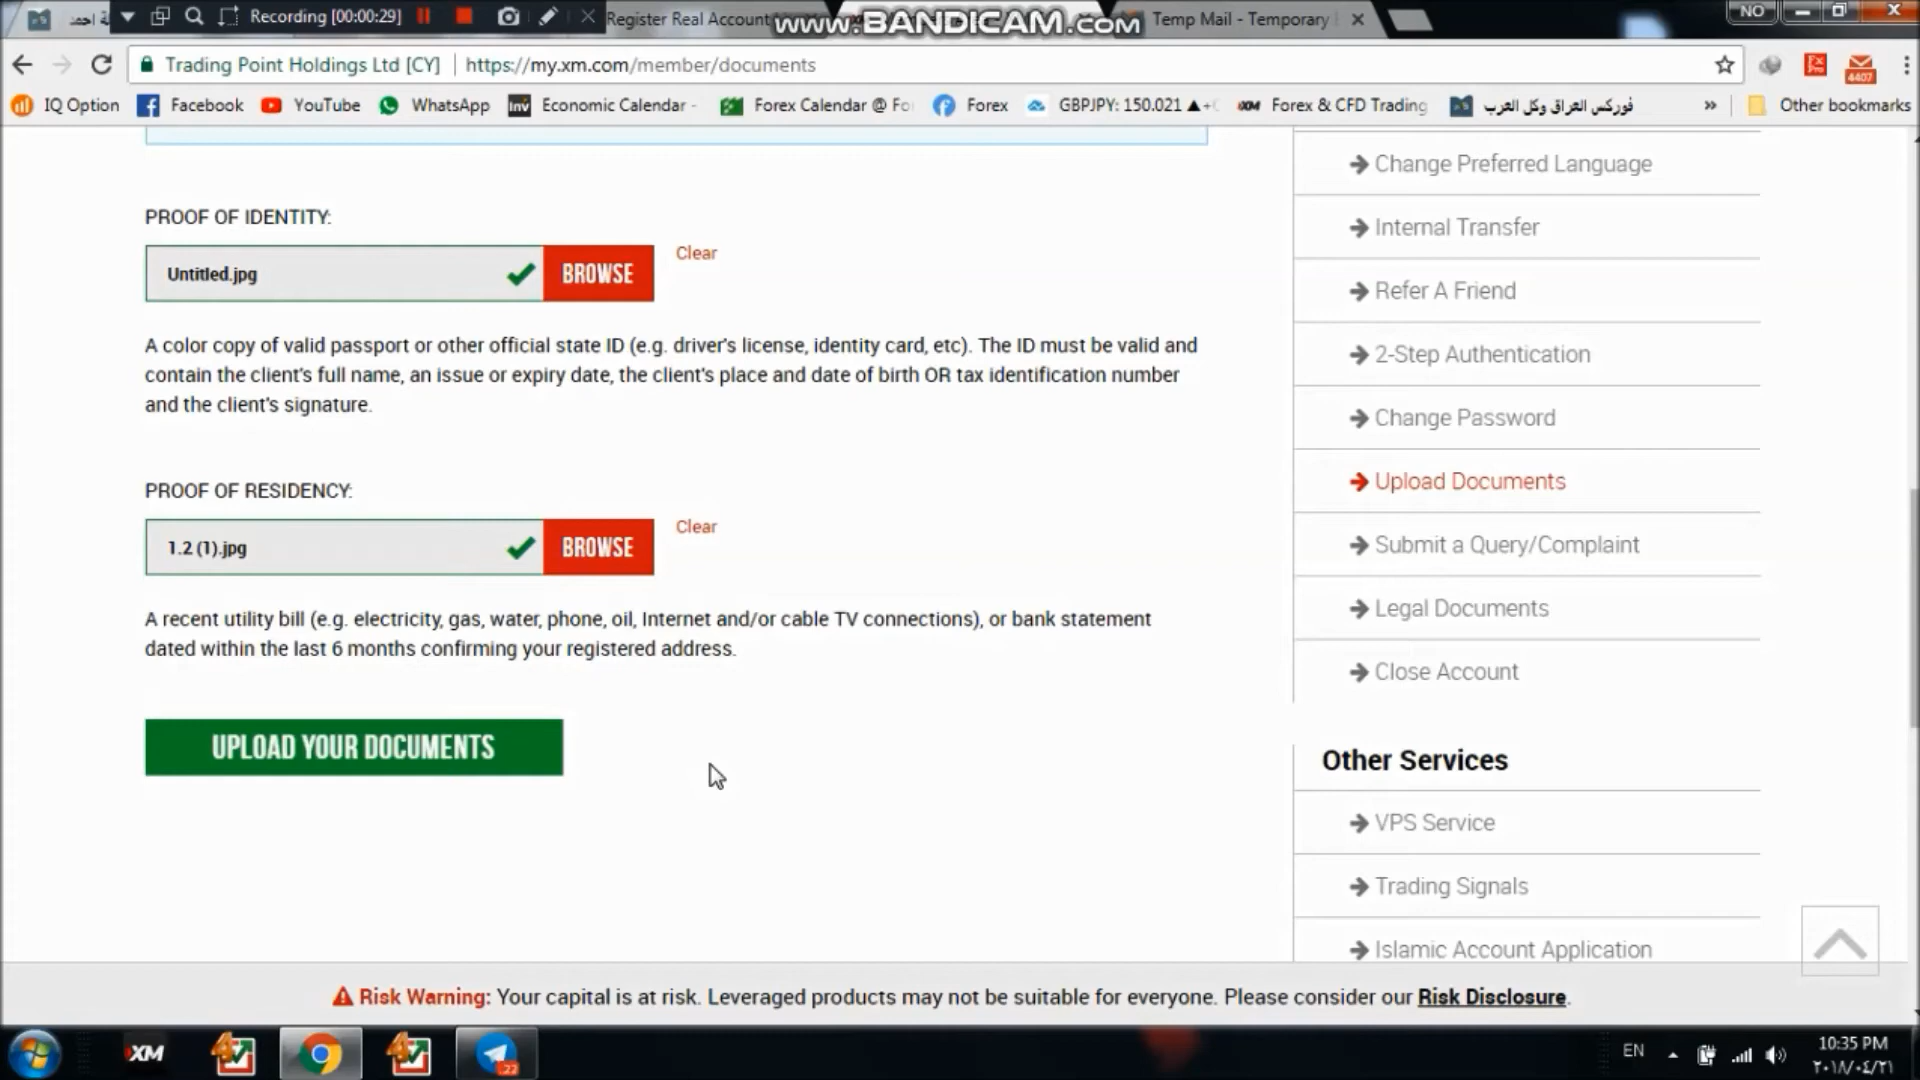 Recording [00:00:29]
Register Real Account
www.BANDICAM.com
Temp Mail - Temporary
NO
Trading Point Holdings Ltd [CY]
https://my.xm.com/member/documents
4407
IQ Option
Facebook
YouTube
WhatsApp
Inv
Economic Calendar -
Forex Calendar @ Fo
Forex
GBPJPY: 150.021 ▲+
XM
Forex & CFD Trading
فوركس العراق وكل العرب
»
Other bookmarks
PROOF OF IDENTITY:
Untitled.jpg
BROWSE
Clear
A color copy of valid passport or other official state ID (e.g. driver's license, identity card, etc). The ID must be valid and
contain the client's full name, an issue or expiry date, the client's place and date of birth OR tax identification number
and the client's signature.
PROOF OF RESIDENCY:
1.2 (1).jpg
BROWSE
Clear
A recent utility bill (e.g. electricity, gas, water, phone, oil, Internet and/or cable TV connections), or bank statement
dated within the last 6 months confirming your registered address.
UPLOAD YOUR DOCUMENTS
Change Preferred Language
Internal Transfer
Refer A Friend
2-Step Authentication
Change Password
Upload Documents
Submit a Query/Complaint
Legal Documents
Close Account
Other Services
VPS Service
Trading Signals
Islamic Account Application
Risk Warning: Your capital is at risk. Leveraged products may not be suitable for everyone. Please consider our Risk Disclosure.
XM
22
EN
10:35 PM
٢٠١٨/٠٤/٢١